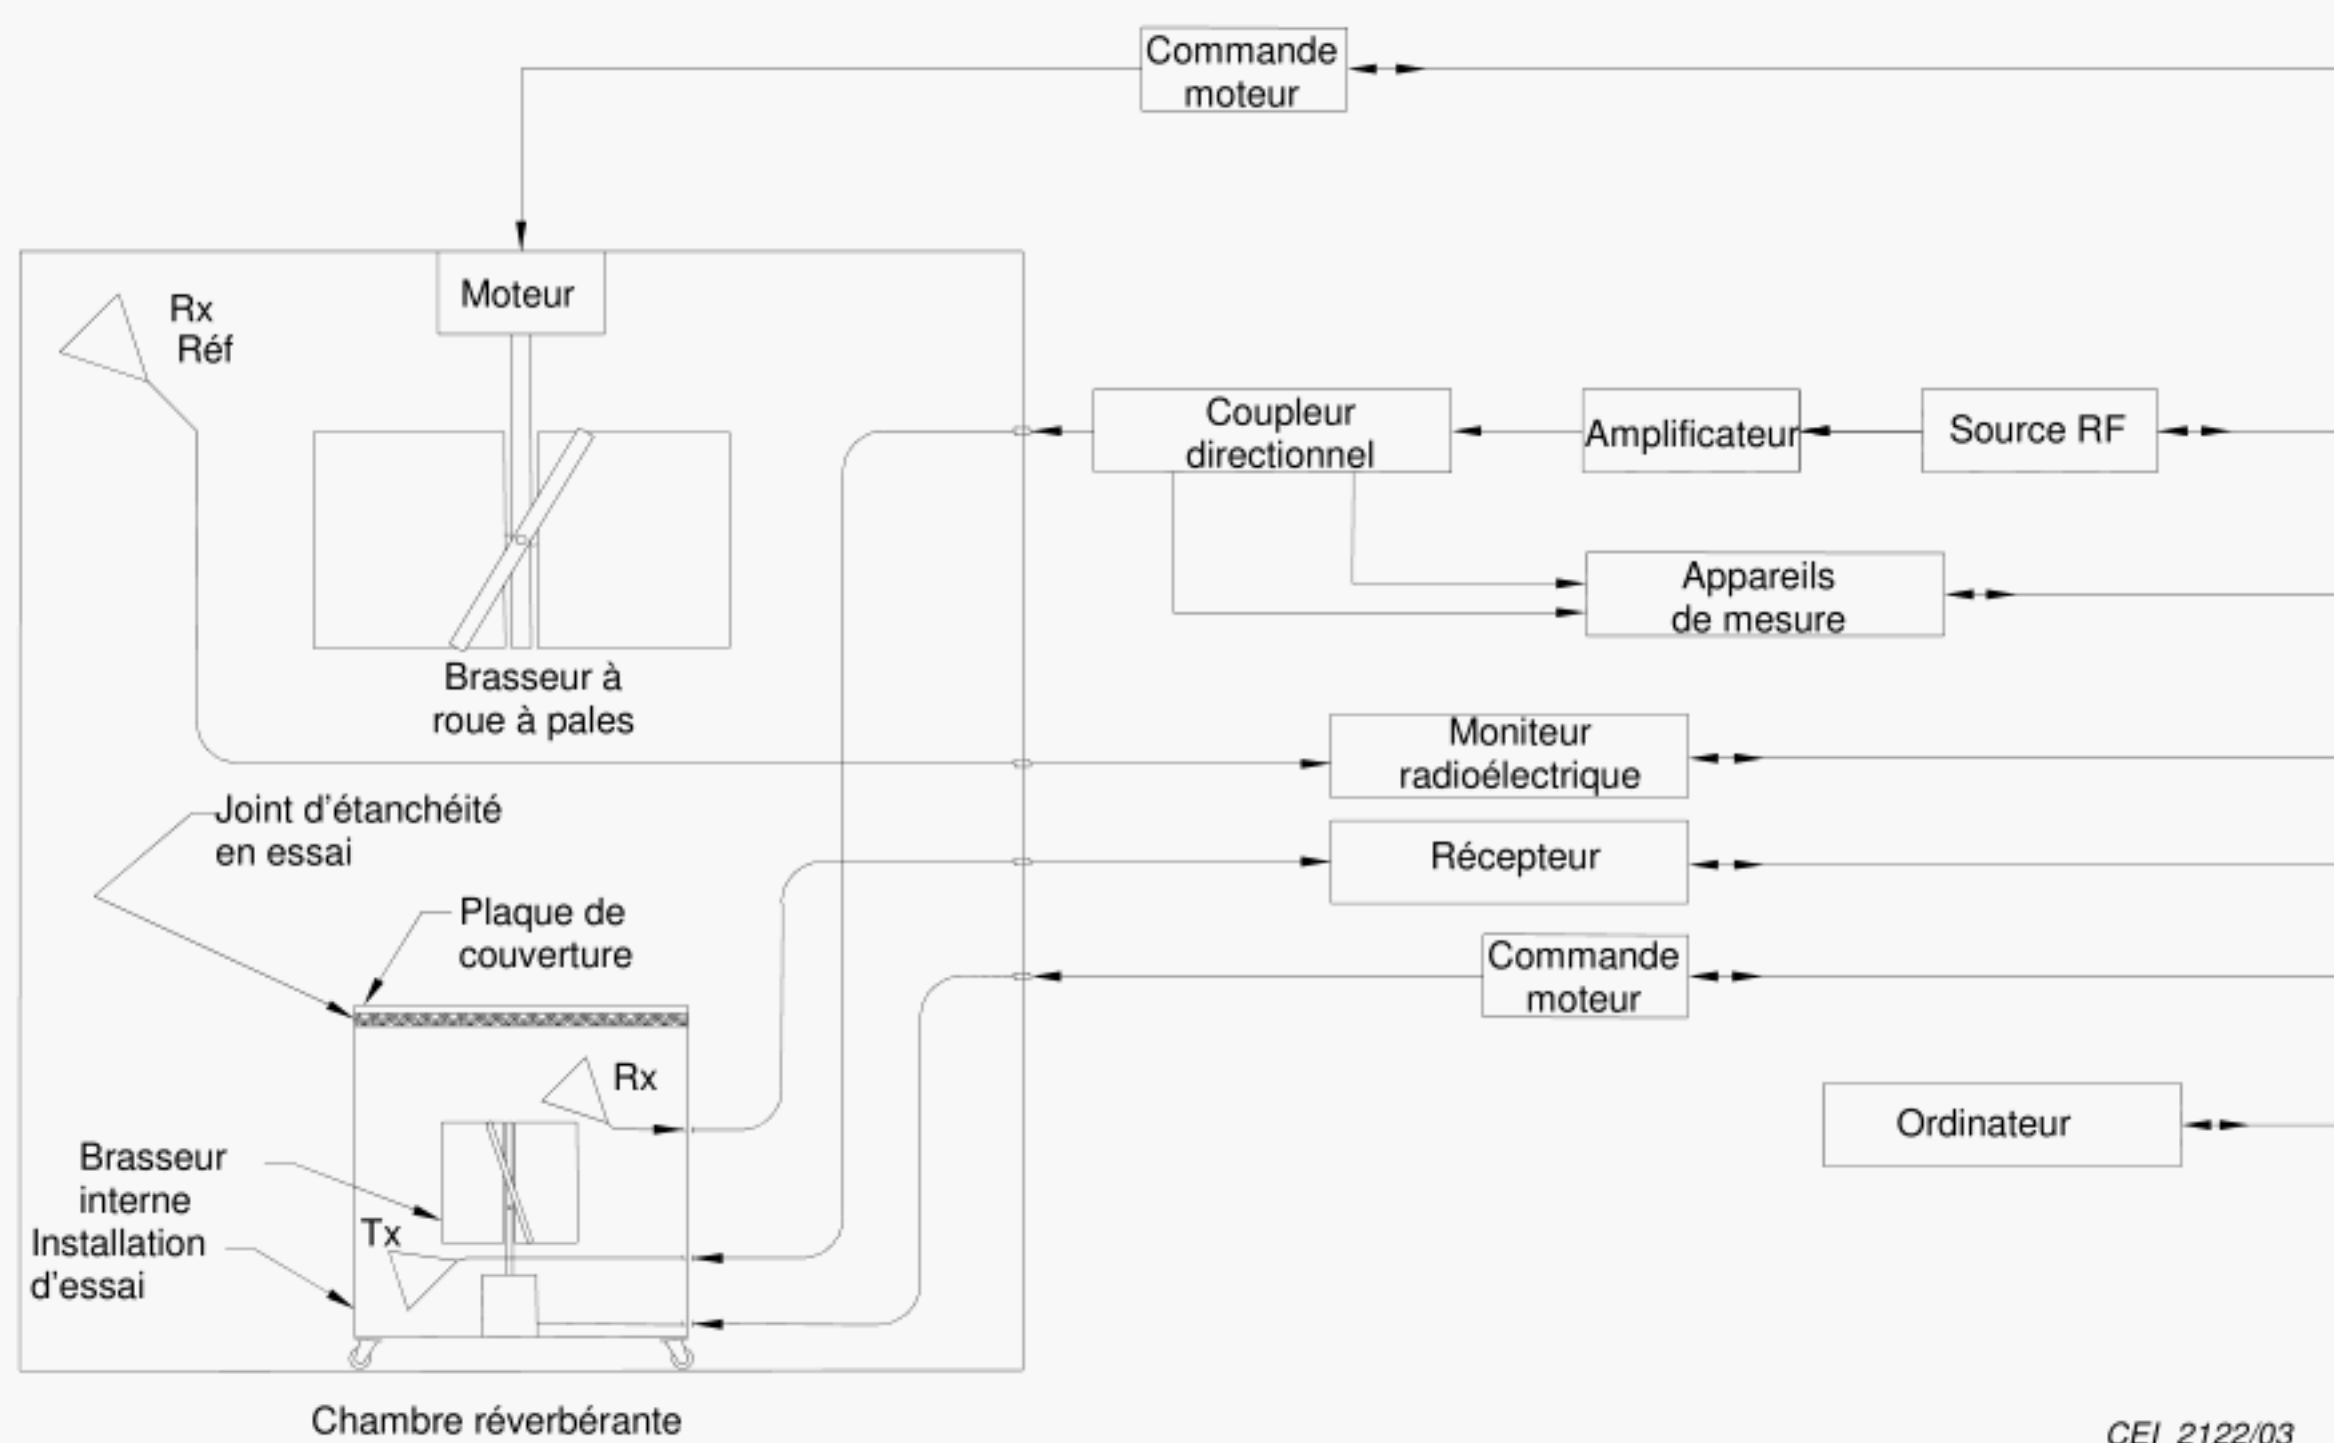 Commande
moteur
Moteur
Rx
Réf
Coupleur
directionnel
Amplificateur
Source RF
Appareils
de mesure
Brasseur à
roue à pales
Moniteur
radioélectrique
Joint d'étanchéité
en essai
Récepteur
Plaque de
couverture
Commande
moteur
Rx
Ordinateur
Brasseur
interne
Tx
Installation
d'essai
Chambre réverbérante
CEI 2122/03